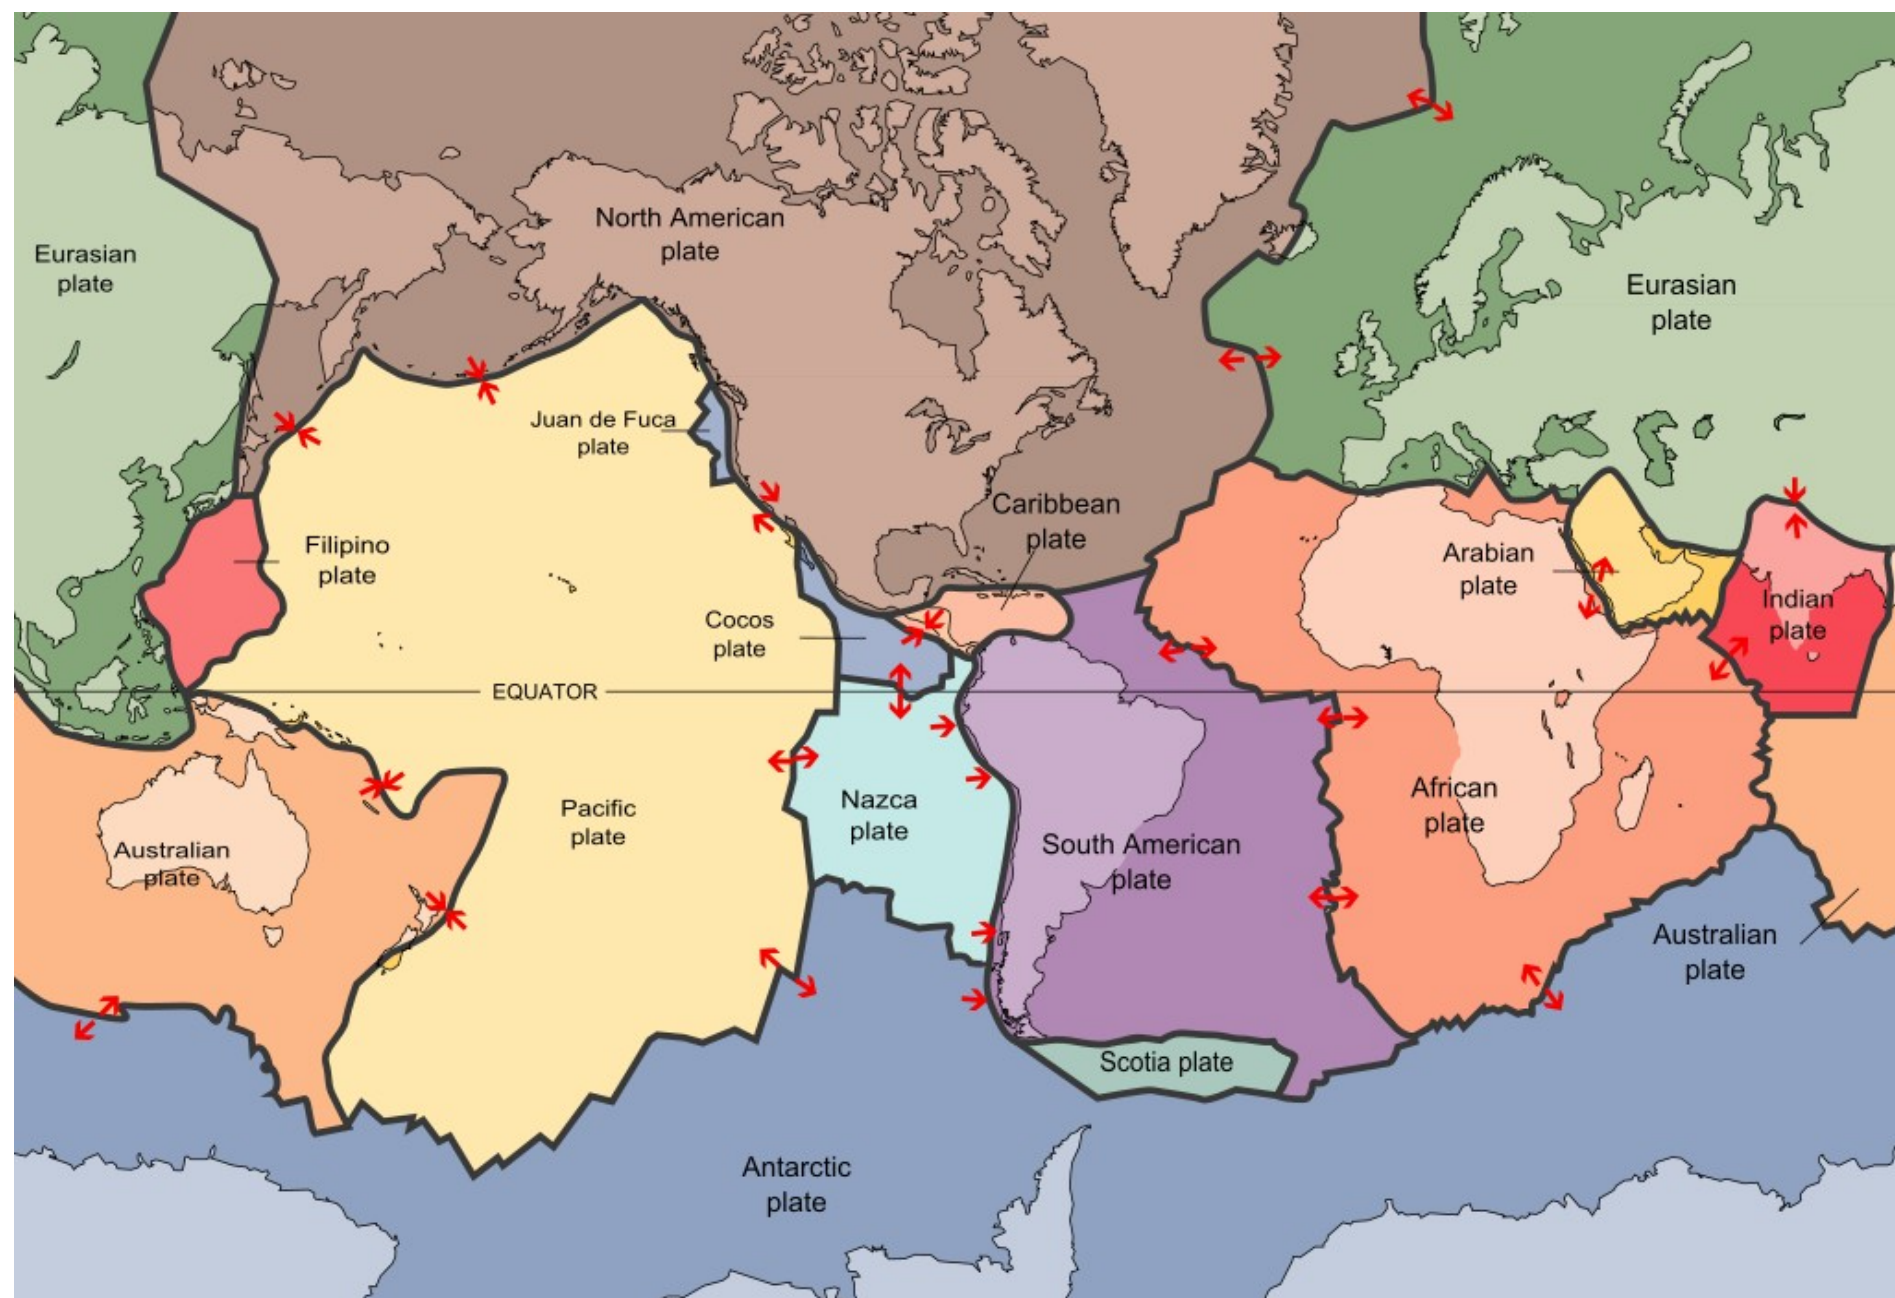 North American
plate
Eurasian
plate
Eurasian
plate
Juan de Fuca
plate
Caribbean
plate
Filipino
plate
Arabian
plate
Indian
plate
Cocos
plate
EQUATOR
Pacific
plate
Nazca
plate
African
plate
Australian
plate
South American
plate
Australian
plate
Scotia plate
Antarctic
plate